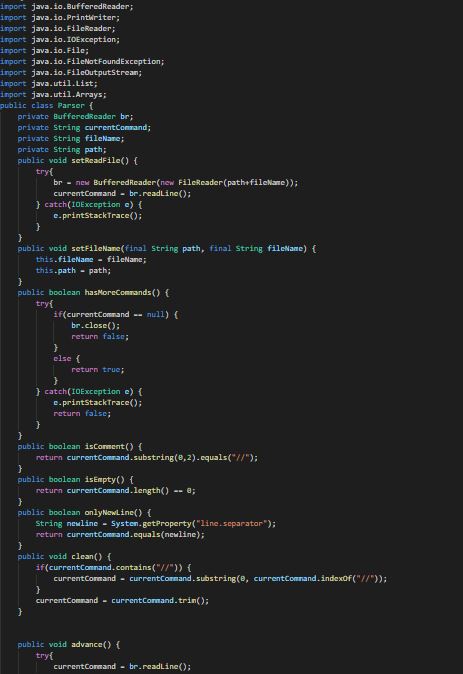 import java.io.BufferedReader;
import java.io.PrintWriter;
import java.io.FileReader;
import java.io.IOException;
import java.io.File;
import java.io.FileNotFoundException;
import java.io.FileOutputStream;
import java.util.List;
import java.util.Arrays;
public class Parser {
    private BufferedReader br;
    private String currentCommand;
    private String fileName;
    private String path;
    public void setReadFile() {
        try{
            br = new BufferedReader(new FileReader(path+fileName));
            currentCommand = br.readLine();
        } catch(IOException e) {
            e.printStackTrace();
        }
    }
    public void setFileName(final String path, final String fileName) {
        this.fileName = fileName;
        this.path = path;
    }
    public boolean hasMoreCommands() {
        try{
            if(currentCommand == null) {
                br.close();
                return false;
            }
            else {
                return true;
            }
        } catch(IOException e) {
            e.printStackTrace();
            return false;
        }
    }
    public boolean isComment() {
        return currentCommand.substring(0,2).equals("//");
    }
    public boolean isEmpty() {
        return currentCommand.length() == 0;
    }
    public boolean onlyNewLine() {
        String newline = System.getProperty("line.separator");
        return currentCommand.equals(newline);
    }
    public void clean() {
        if(currentCommand.contains("//")) {
            currentCommand = currentCommand.substring(0, currentCommand.indexOf("//"));
        }
        currentCommand = currentCommand.trim();
    }
    public void advance() {
        try{
            currentCommand = br.readLine();